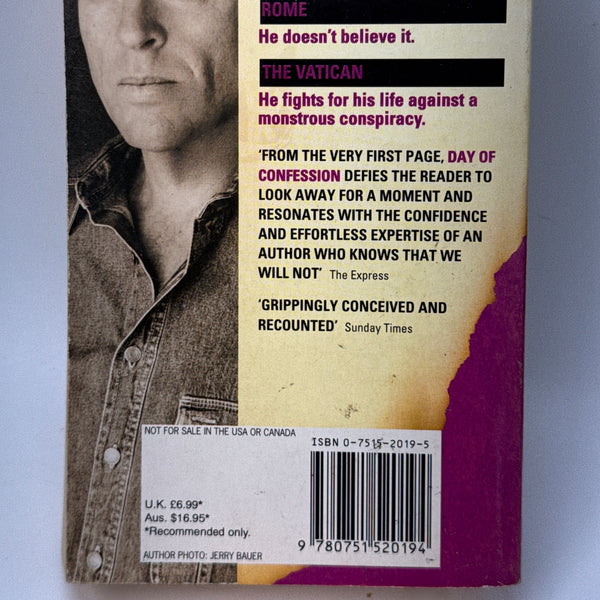 ROME
He doesn't believe it.
THE VATICAN
He fights for his life against a
monstrous conspiracy.
‘FROM THE VERY FIRST PAGE, DAY OF
CONFESSION DEFIES THE READER TO
LOOK AWAY FOR A MOMENT AND
RESONATES WITH THE CONFIDENCE
AND EFFORTLESS EXPERTISE OF AN
AUTHOR WHO KNOWS THAT WE
WILL NOT’ The Express
‘GRIPPINGLY CONCEIVED AND
RECOUNTED’ Sunday Times
NOT FOR SALE IN THE USA OR CANADA
ISBN 0-7515-2019-5
U.K. £6.99*
Aus. $16.95*
*Recommended only.
AUTHOR PHOTO: JERRY BAUER
9 780751 520194